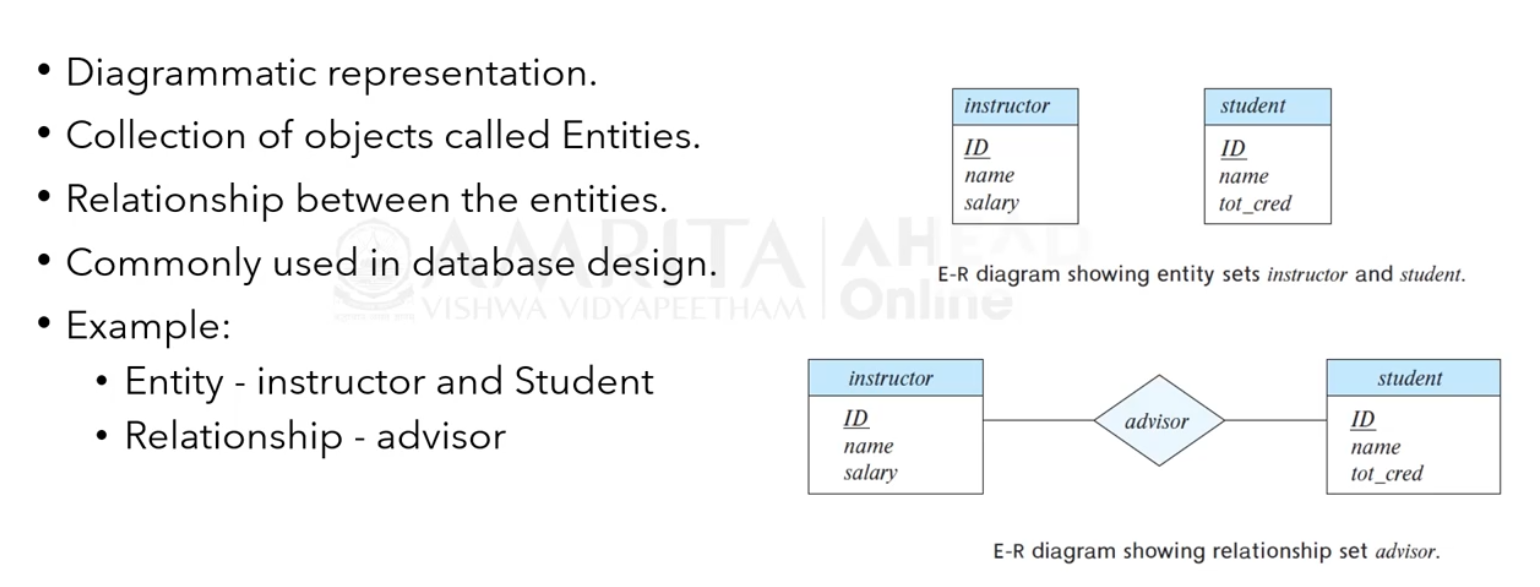 • Diagrammatic representation.
• Collection of objects called Entities.
• Relationship between the entities.
• Commonly used in database design.
• Example:
• Entity - instructor and Student
• Relationship - advisor
instructor
ID
name
salary
student
ID
name
tot_cred
E-R diagram showing entity sets instructor and student.
instructor
ID
name
salary
advisor
student
ID
name
tot_cred
E-R diagram showing relationship set advisor.
AMRITA
VISHWA VIDYAPEETHAM
AHEAD
Online